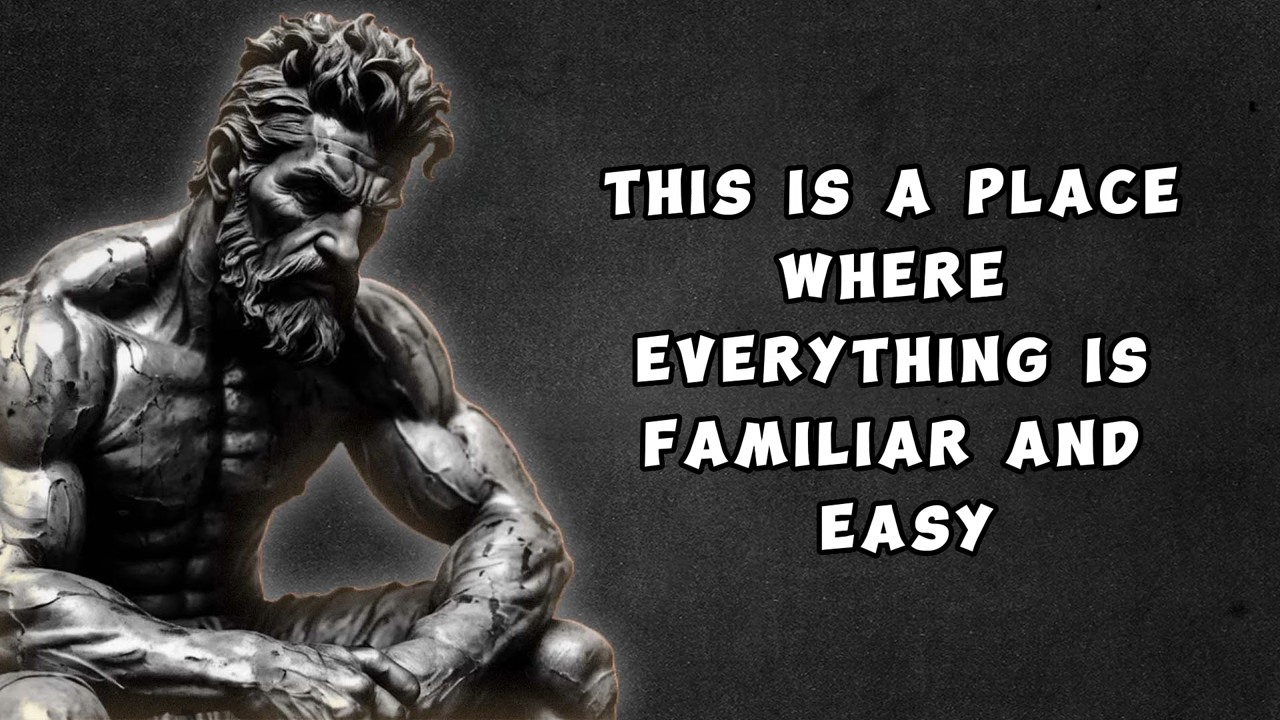 THIS IS A PLACE
WHERE
EVERYTHING IS
FAMILIAR AND
EASY